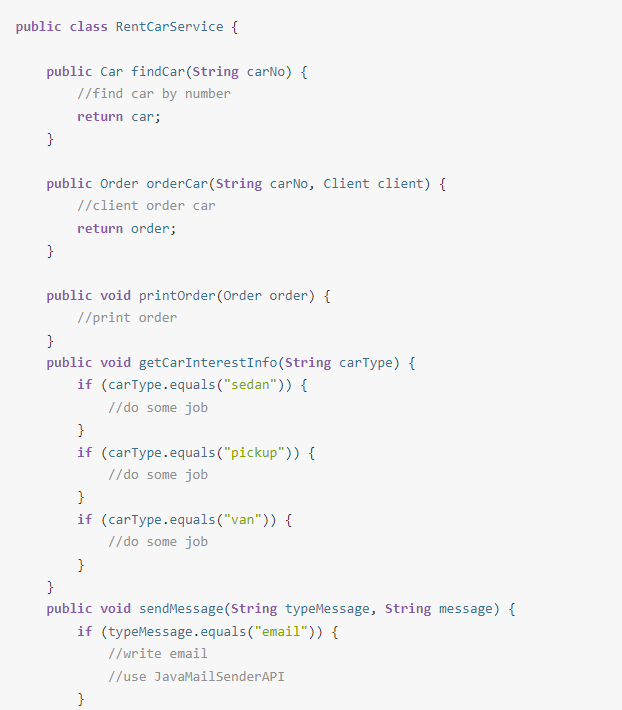 public class RentCarService {
public Car findCar(String carNo) {
//find car by number
return car;
}
public Order orderCar(String carNo, Client client) {
//client order car
return order;
}
public void printOrder(Order order) {
//print order
}
public void getCarInterestInfo(String carType) {
if (carType.equals("sedan")) {
//do some job
}
if (carType.equals("pickup")) {
//do some job
}
if (carType.equals("van")) {
//do some job
}
}
public void sendMessage(String typeMessage, String message) {
if (typeMessage.equals("email")) {
//write email
//use JavaMailSenderAPI
}